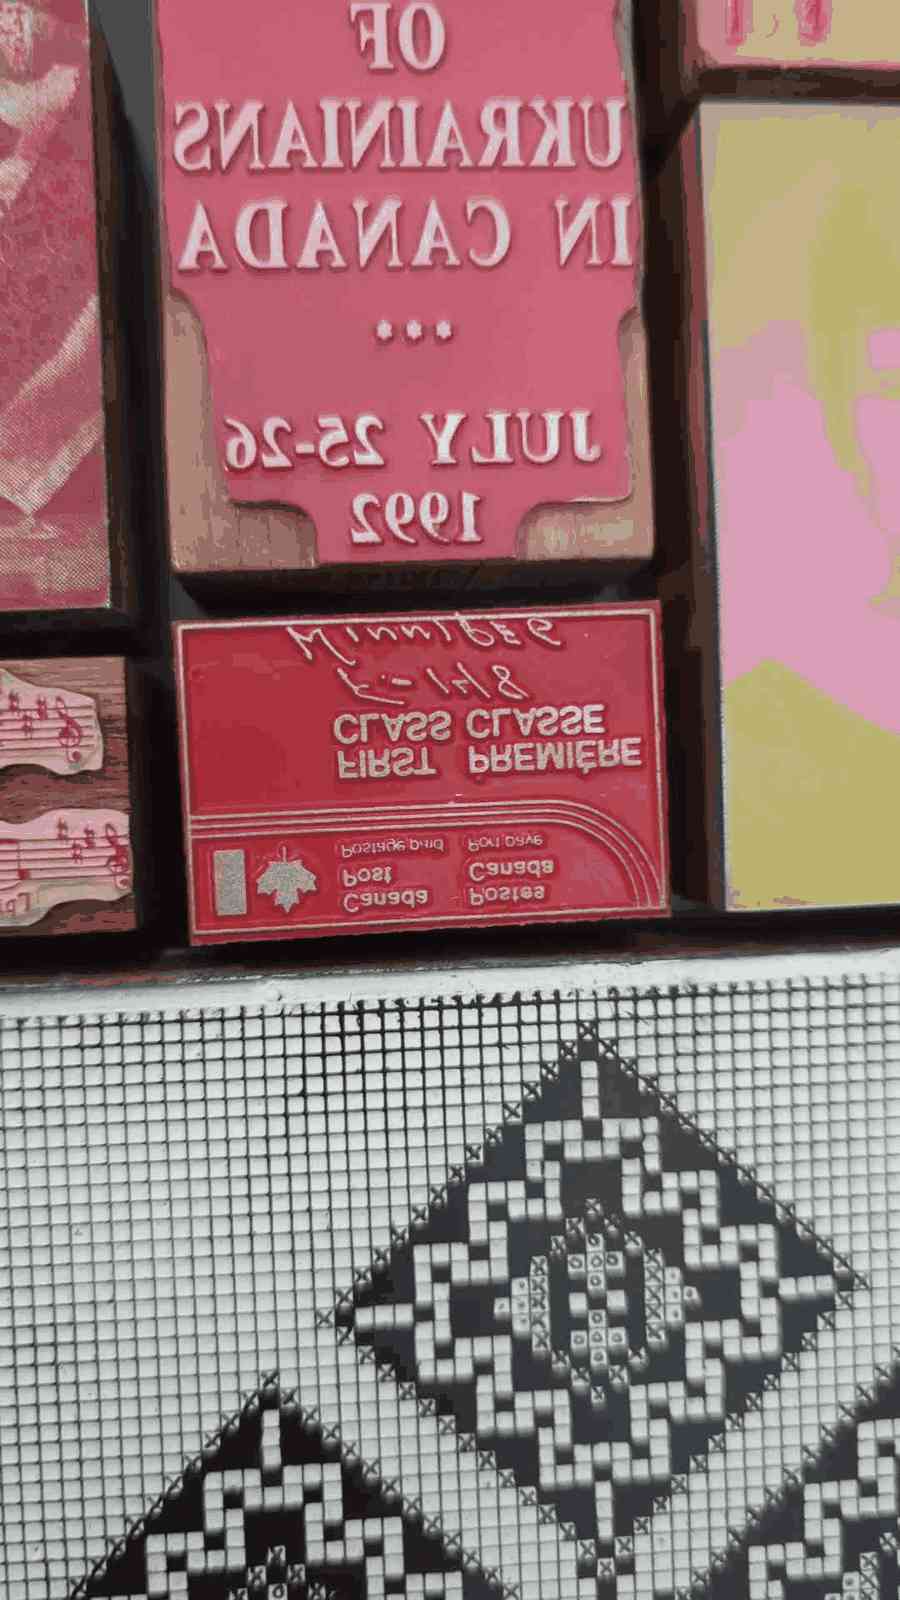 OF
UKRAINIANS
IN CANADA
...
JULY 25-26
1992
Canada Postes
Post Canada
Postage paid Port payé
FIRST PREMIÈRE
CLASS CLASSE
K-148
Winnipeg